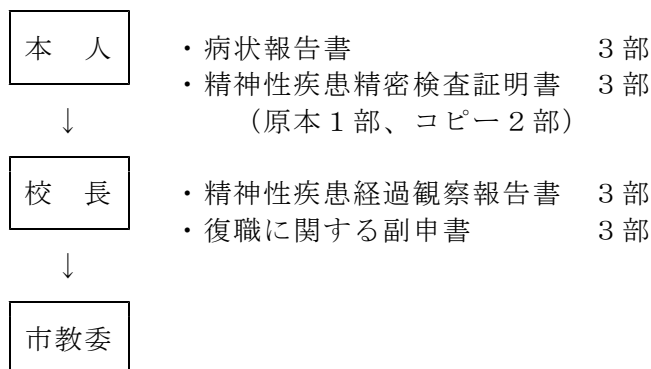 本　人　・病状報告書　３部
・精神性疾患精密検査証明書　３部
↓　（原本１部、コピー２部）
校　長　・精神性疾患経過観察報告書　３部
・復職に関する副申書　３部
↓
市教委